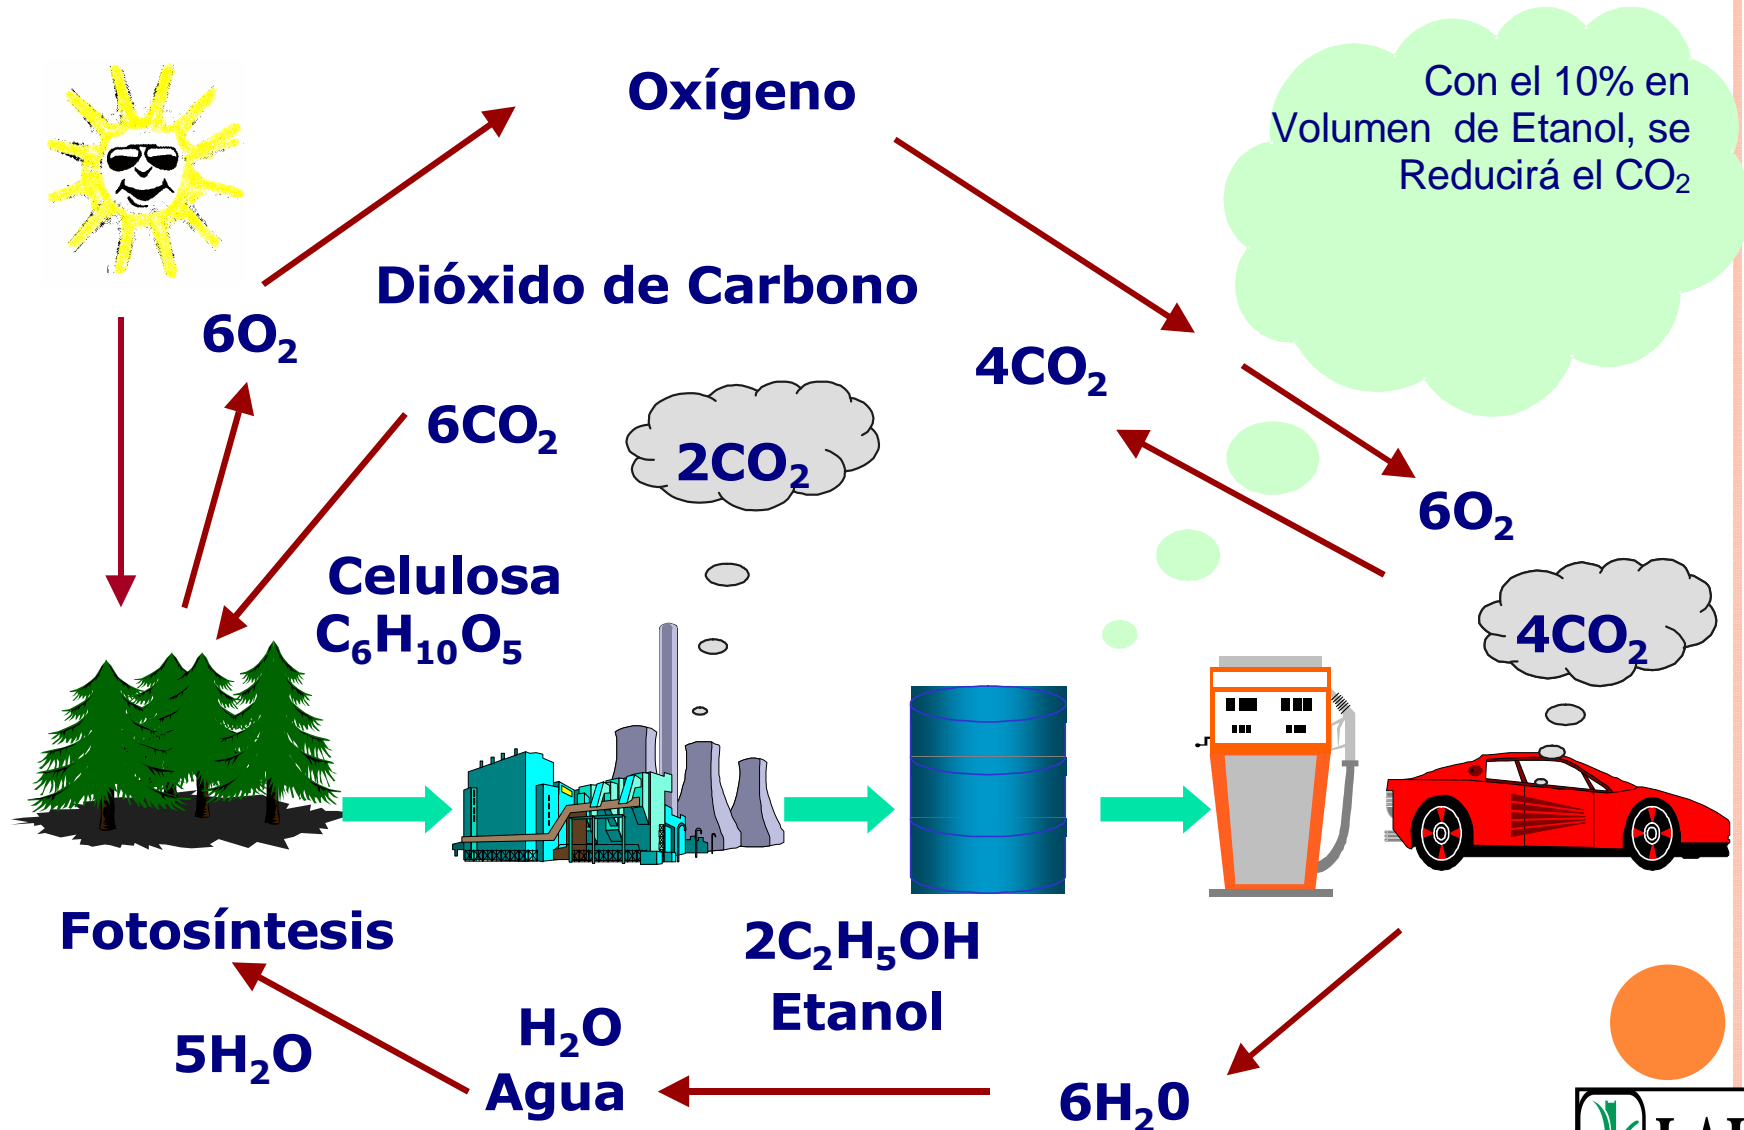 Oxígeno
Con el 10% en
Volumen de Etanol, se
Reducirá el CO₂
Dióxido de Carbono
6O₂
4CO₂
6CO₂
2CO₂
6O₂
Celulosa
C₆H₁₀O₅
4CO₂
Fotosíntesis
2C₂H₅OH
Etanol
H₂O
Agua
5H₂O
6H₂0